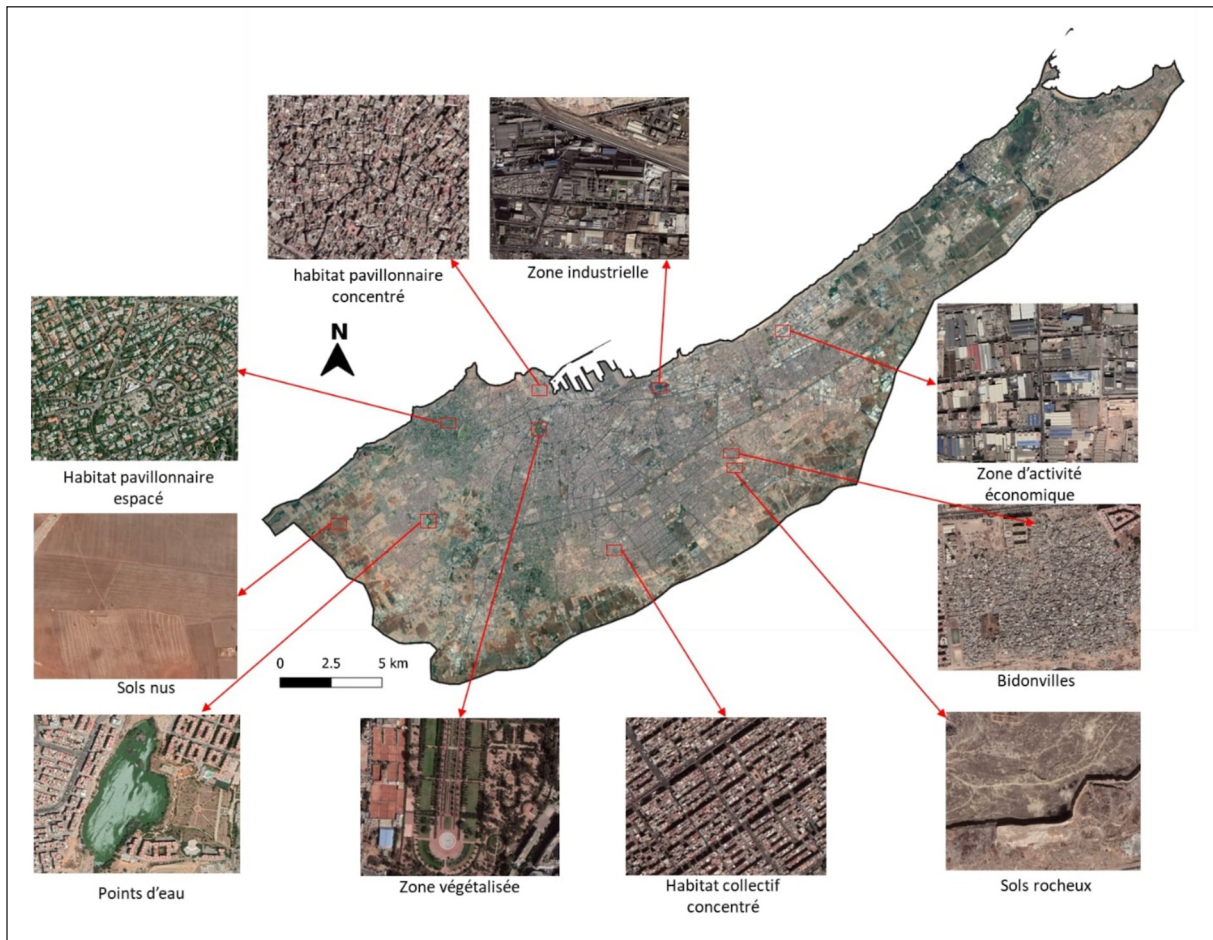 habitat pavillonnaire
concentré
Zone industrielle
N
Habitat pavillonnaire
espacé
Zone d’activité
économique
Sols nus
0 2.5 5 km
Bidonvilles
Points d’eau
Zone végétalisée
Habitat collectif
concentré
Sols rocheux